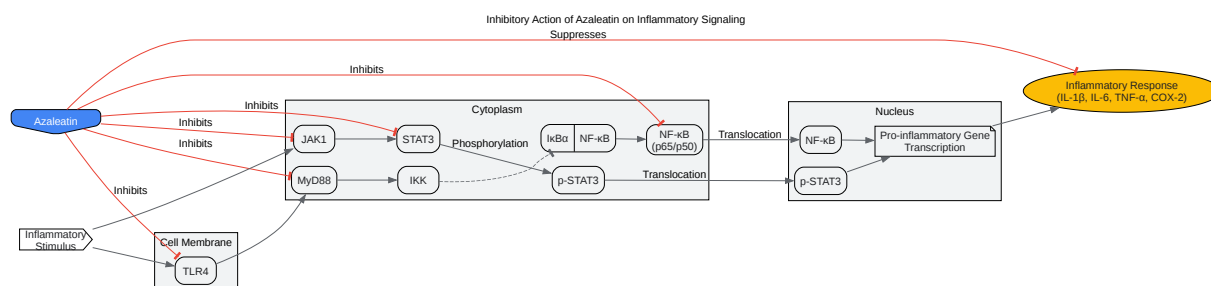 Inhibitory Action of Azaleatin on Inflammatory Signaling
Suppresses
Inhibits
Inflammatory Response
(IL-1β, IL-6, TNF-α, COX-2)
Azaleatin
Inhibits
Inhibits
Inhibits
Inhibits
Cytoplasm
JAK1
STAT3
Phosphorylation
IκBα
NF-κB
NF-κB
(p65/p50)
MyD88
IKK
p-STAT3
Translocation
Translocation
Nucleus
NF-κB
Pro-inflammatory Gene
Transcription
p-STAT3
Inflammatory
Stimulus
Cell Membrane
TLR4